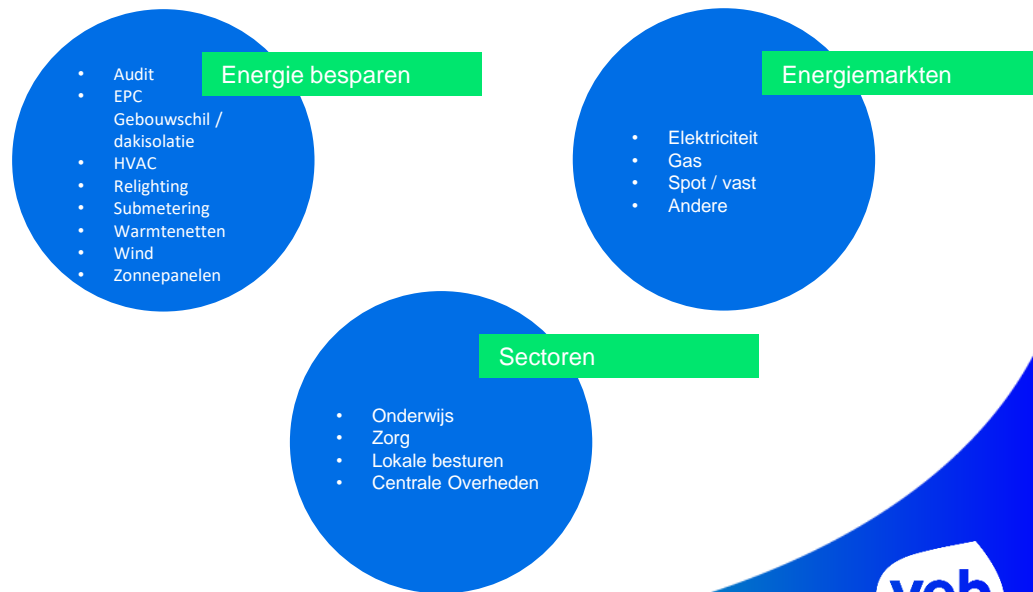 Energie besparen
• Audit
• EPC
Gebouwschil /
dakisolatie
• HVAC
• Relighting
• Submetering
• Warmtenetten
• Wind
• Zonnepanelen
Energiemarkten
• Elektriciteit
• Gas
• Spot / vast
• Andere
Sectoren
• Onderwijs
• Zorg
• Lokale besturen
• Centrale Overheden
veb